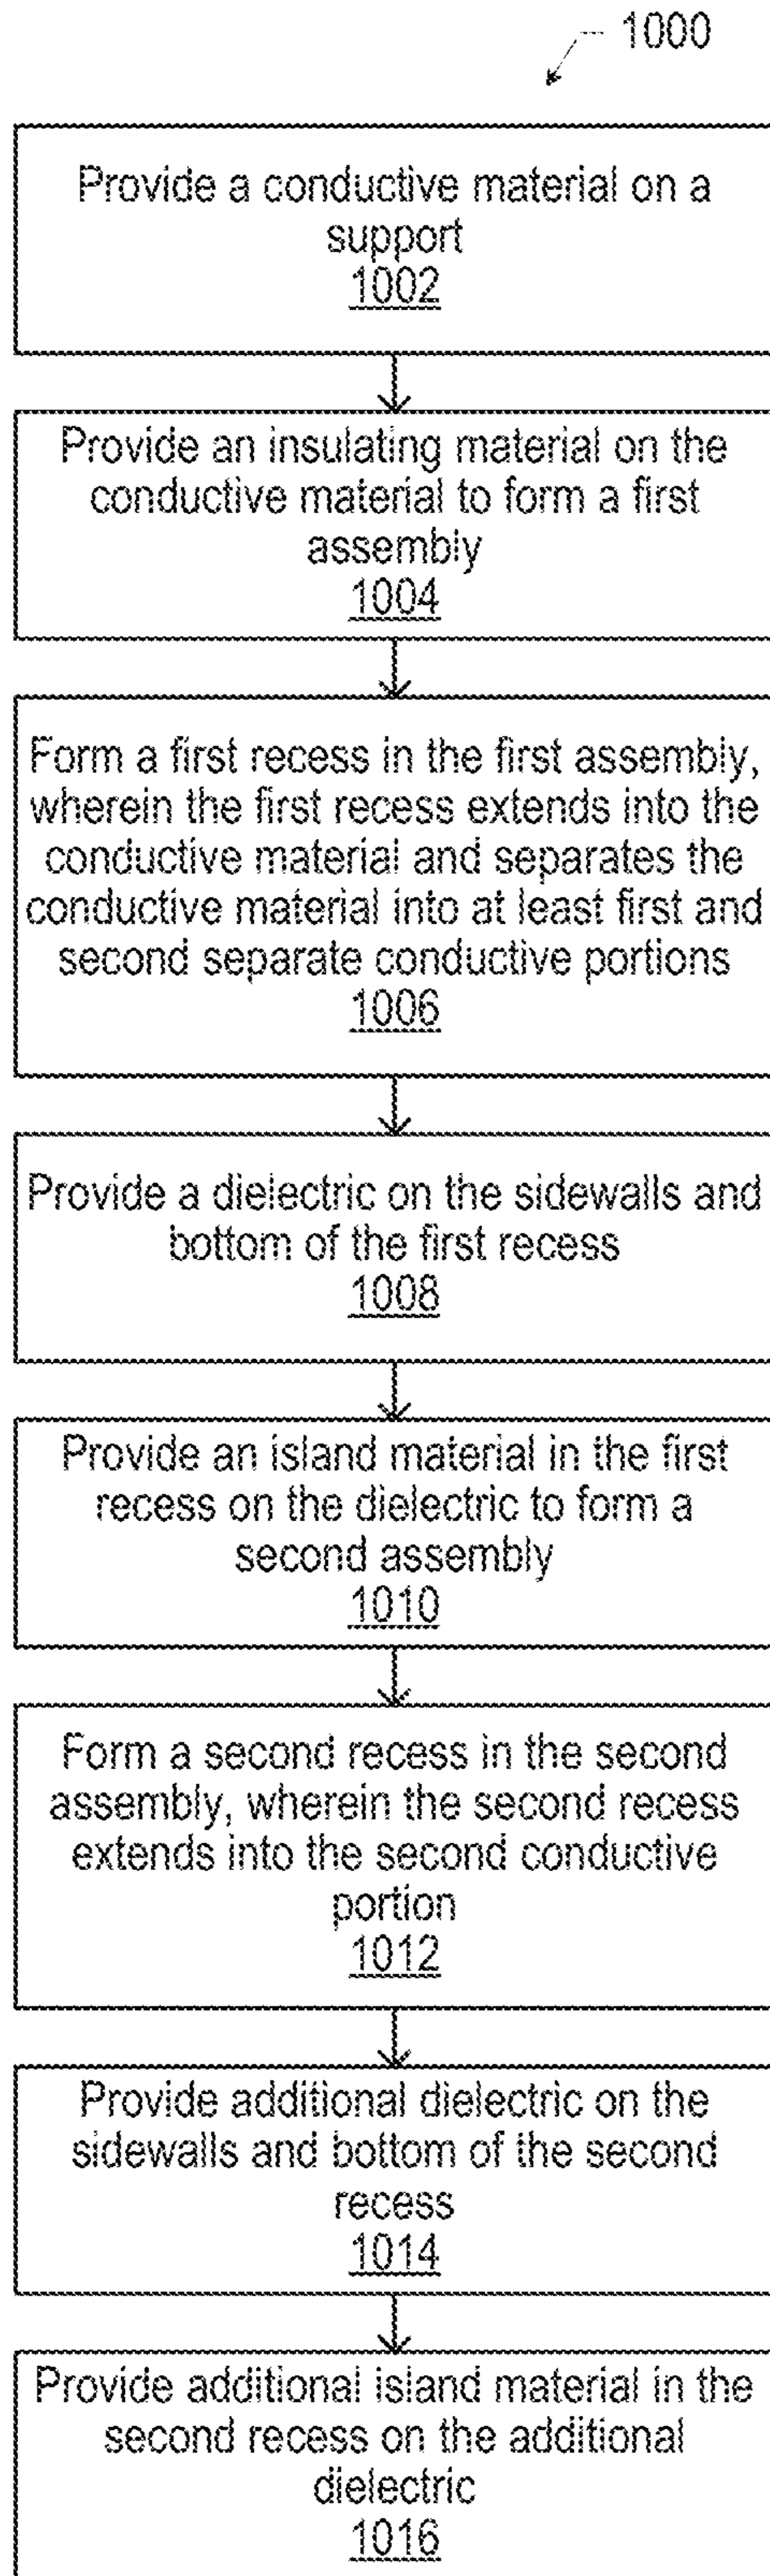 1000
Provide a conductive material on a
support
1002
Provide an insulating material on the
conductive material to form a first
assembly
1004
Form a first recess in the first assembly,
wherein the first recess extends into the
conductive material and separates the
conductive material into at least first and
second separate conductive portions
1006
Provide a dielectric on the sidewalls and
bottom of the first recess
1008
Provide an island material in the first
recess on the dielectric to form a
second assembly
1010
Form a second recess in the second
assembly, wherein the second recess
extends into the second conductive
portion
1012
Provide additional dielectric on the
sidewalls and bottom of the second
recess
1014
Provide additional island material in the
second recess on the additional
dielectric
1016